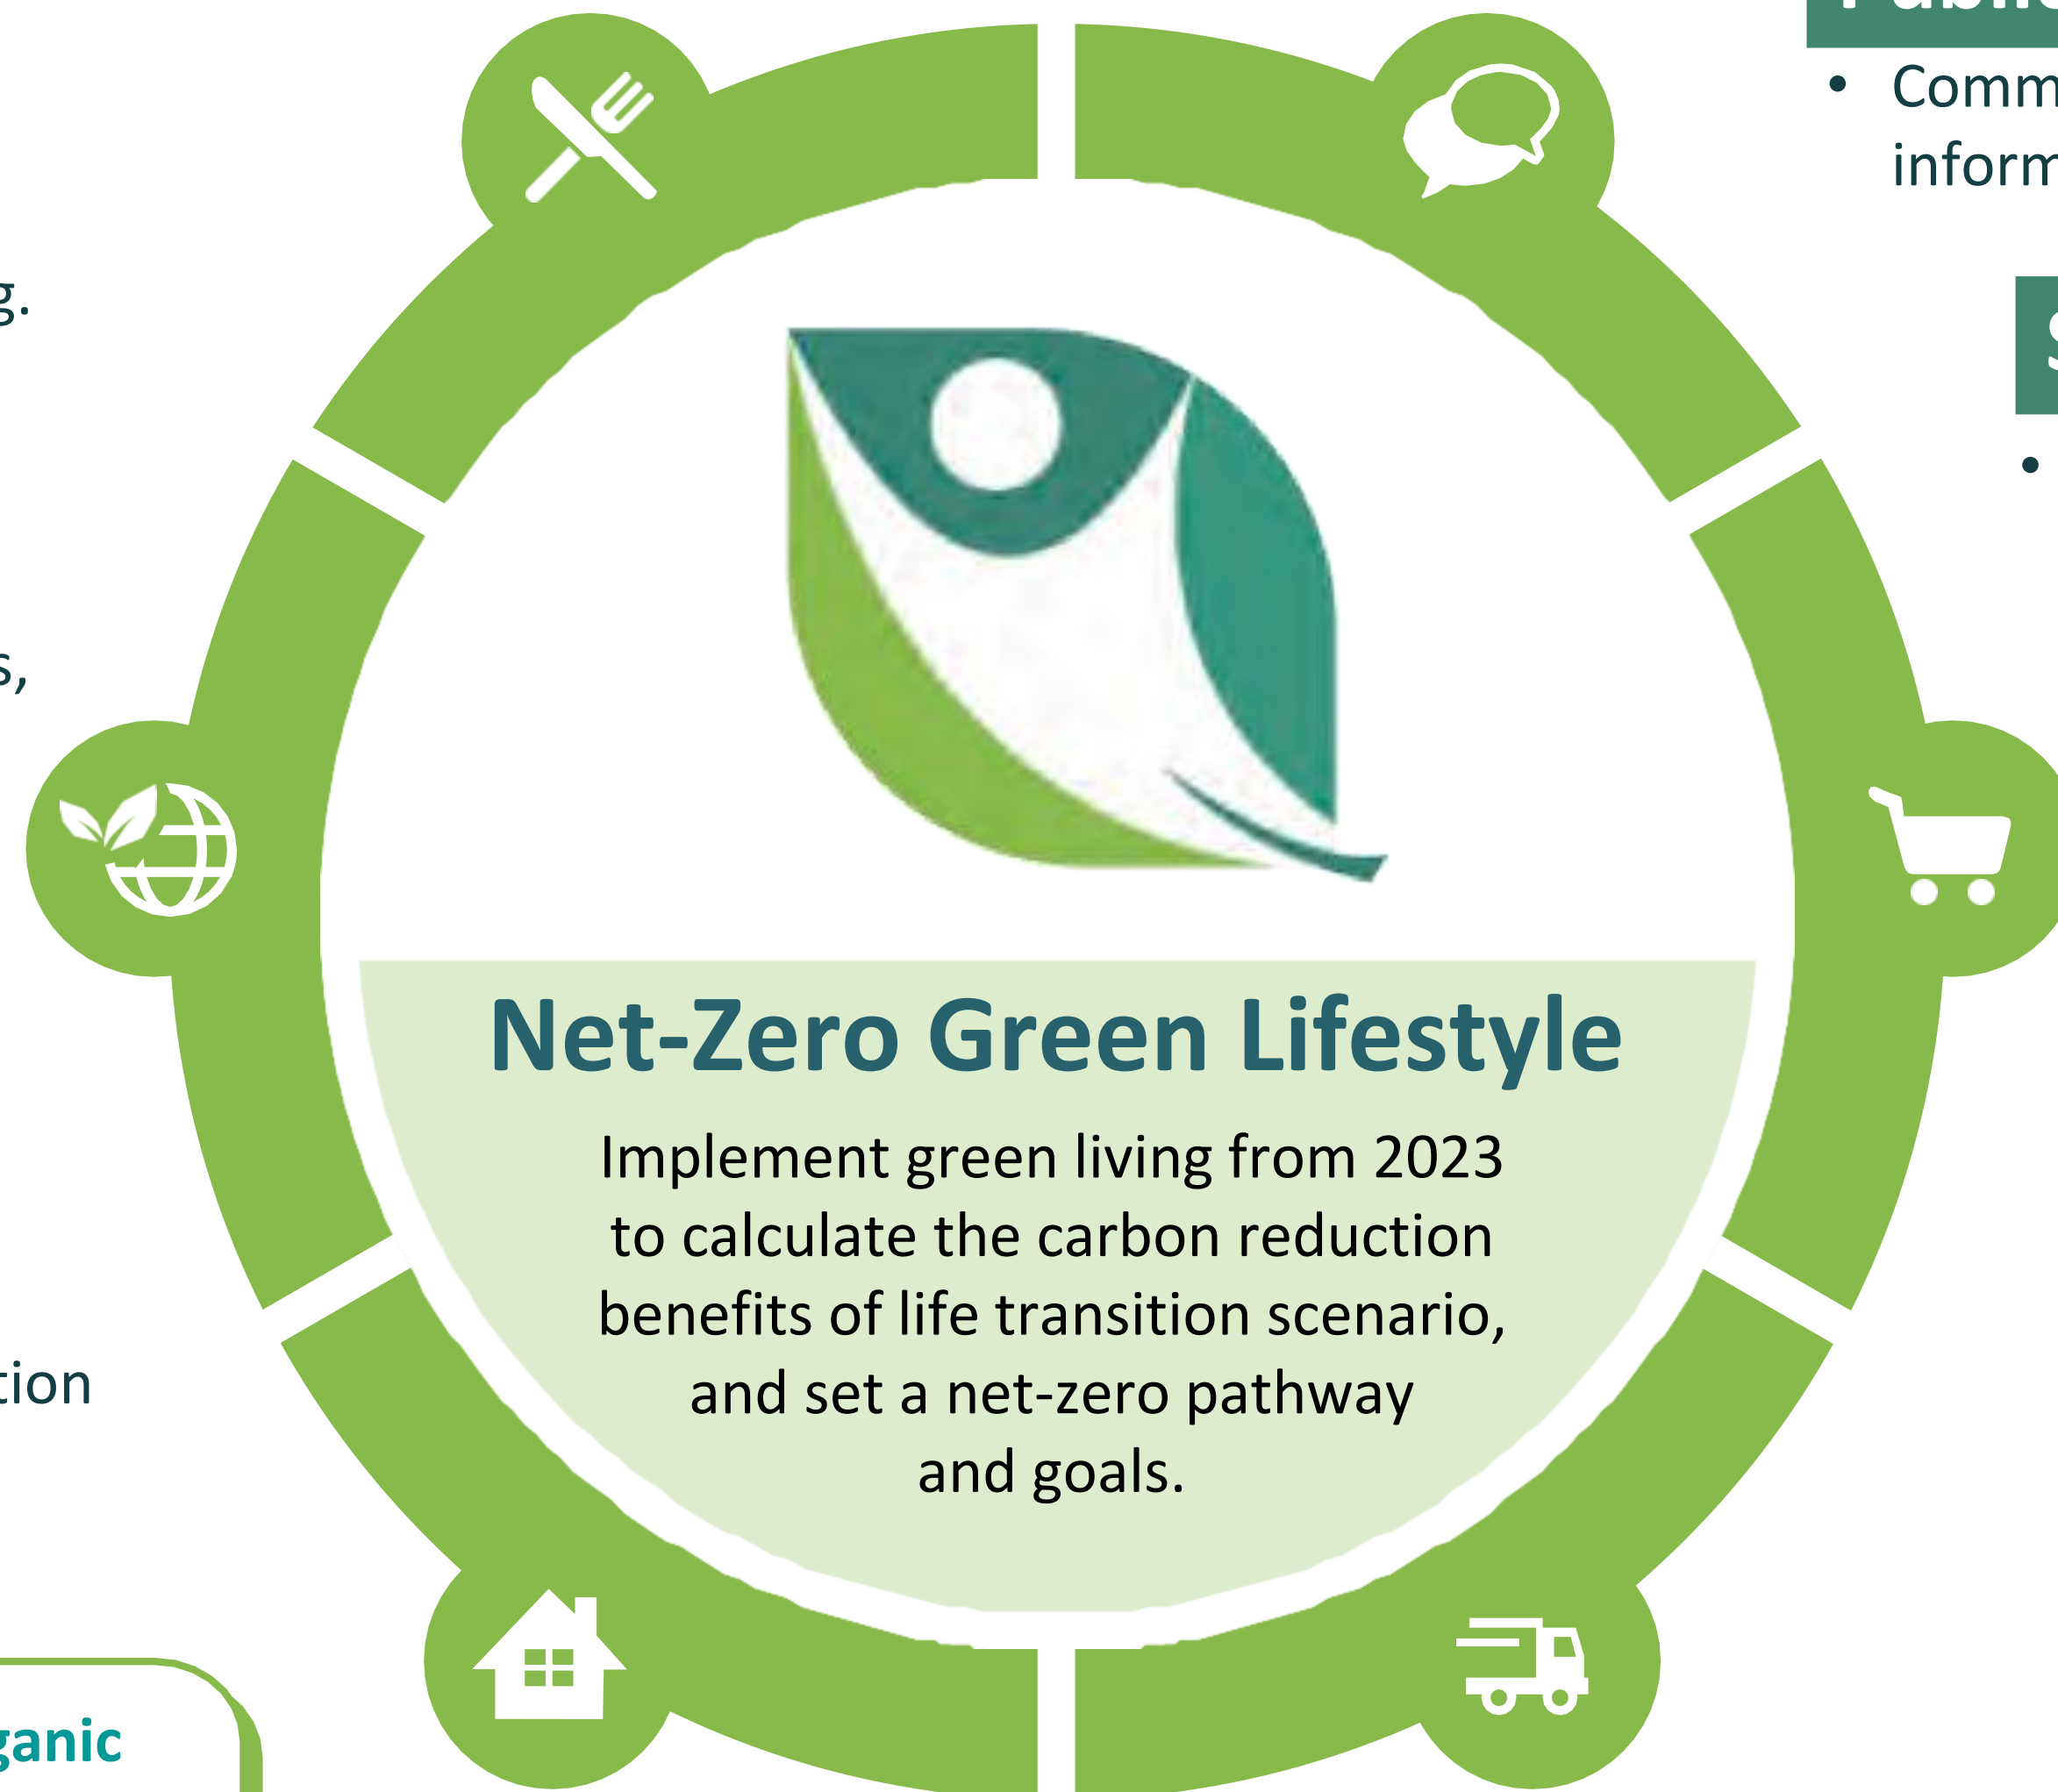 Net-Zero Green Lifestyle
Implement green living from 2023
to calculate the carbon reduction
benefits of life transition scenario,
and set a net-zero pathway
and goals.